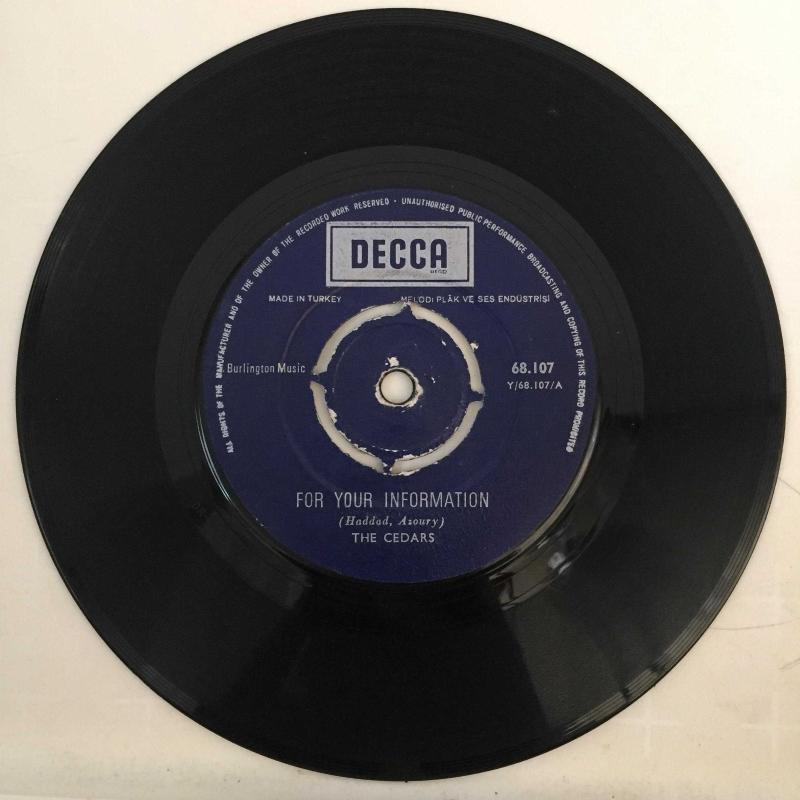 ALL RIGHTS OF THE MANUFACTURER AND OF THE OWNER OF THE RECORDED WORK RESERVED · UNAUTHORISED PUBLIC PERFORMANCE BROADCASTING AND COPYING OF THIS RECORD PROHIBITED
DECCA
MADE IN TURKEY MELODİ PLÂK VE SES ENDÜSTRİSİ
Burlington Music 68.107
Y/68.107/A
FOR YOUR INFORMATION
(Haddad, Azoury)
THE CEDARS